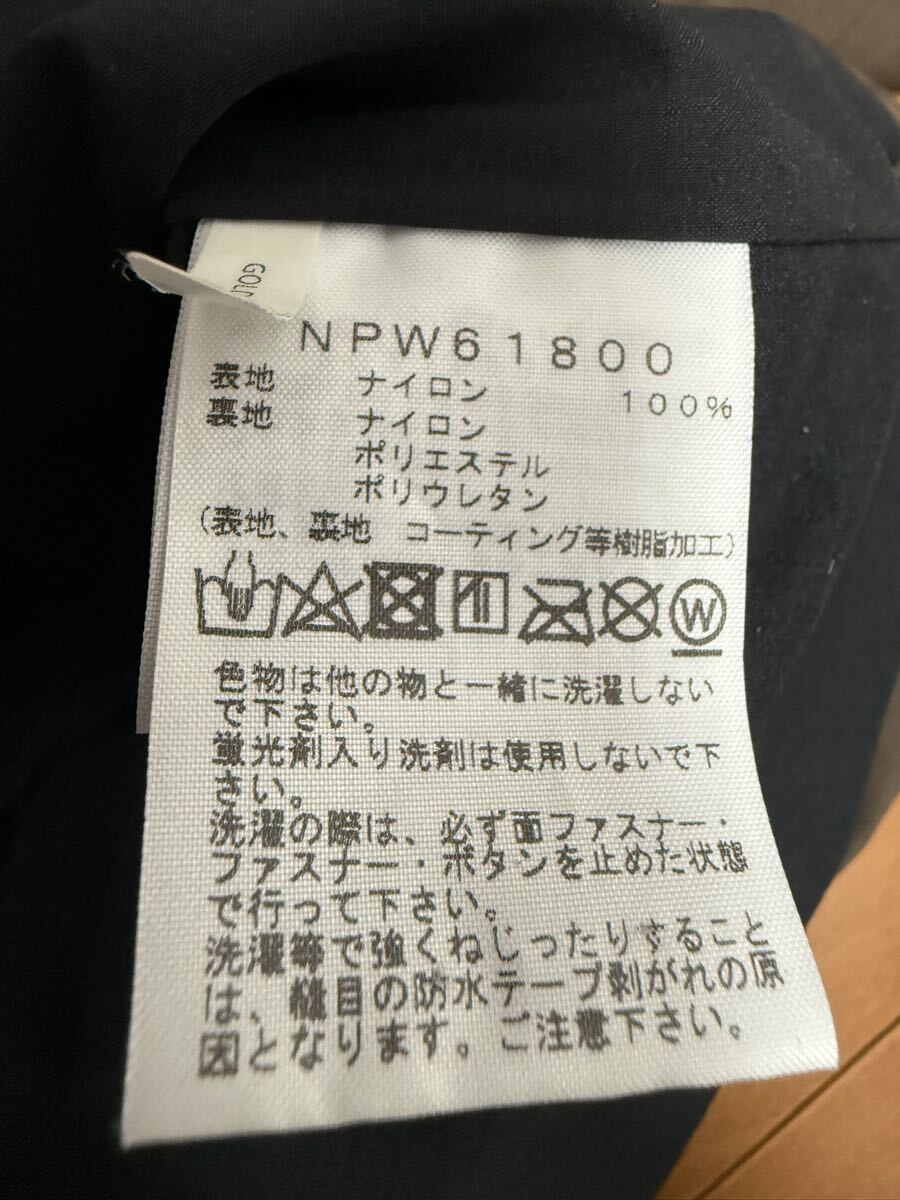 GOLD
NPW61800
表地 ナイロン 100%
裏地 ナイロン
ポリエステル
ポリウレタン
(表地、裏地 コーティング等樹脂加工)
W
色物は他の物と一緒に洗濯しない
で下さい。
蛍光剤入り洗剤は使用しないで下
さい。
洗濯の際は、必ず面ファスナー・
ファスナー・ボタンを止めた状態
で行って下さい。
洗濯等で強くねじったりすること
は、縫目の防水テープ剥がれの原
因となります。ご注意下さい。